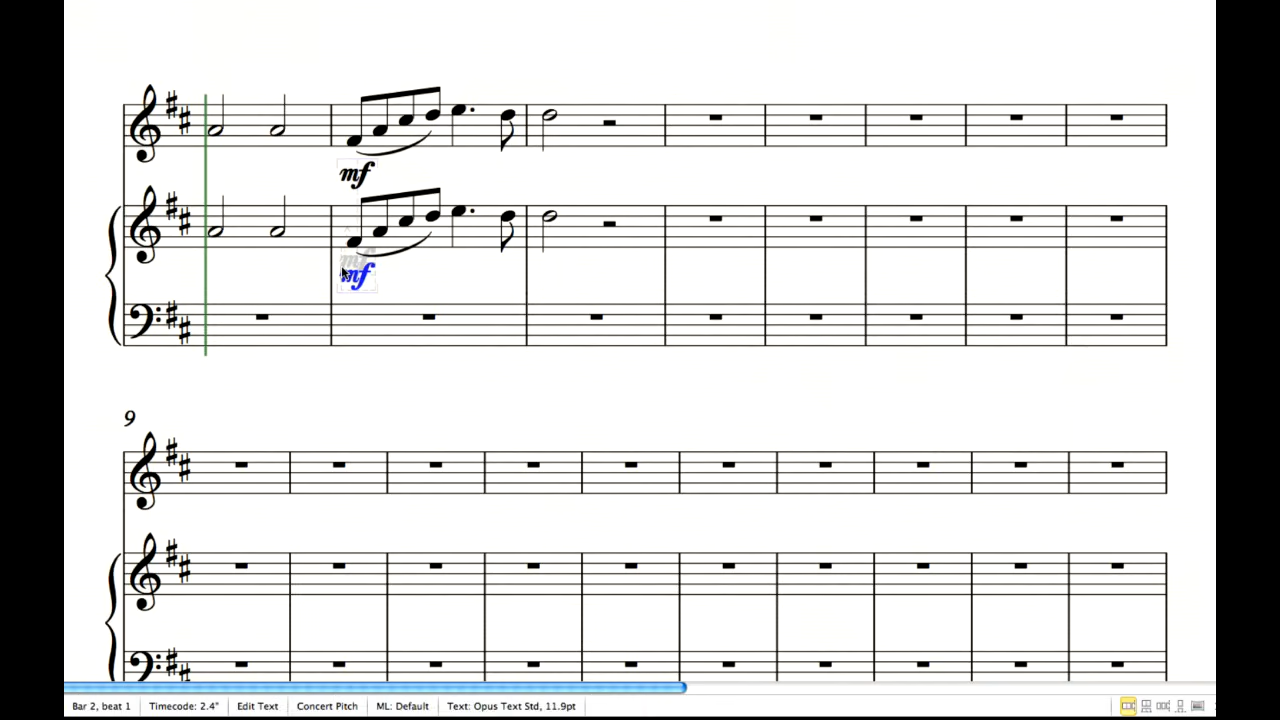 mf
mf
9
Bar 2, beat 1 Timecode: 2.4" Edit Text Concert Pitch ML: Default Text: Opus Text Std, 11.9pt